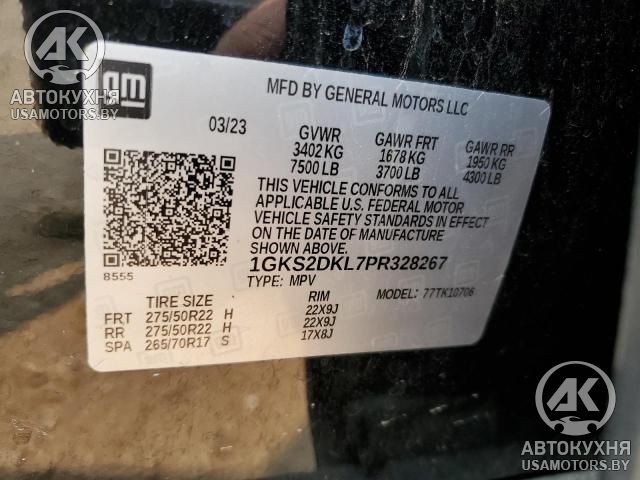 АК
АВТОКУХНЯ
USAMOTORS.BY
gm
MFD BY GENERAL MOTORS LLC
03/23
GVWR GAWR FRT GAWR RR
3402 KG 1678 KG 1950 KG
7500 LB 3700 LB 4300 LB
THIS VEHICLE CONFORMS TO ALL
APPLICABLE U.S. FEDERAL MOTOR
VEHICLE SAFETY STANDARDS IN EFFECT
ON THE DATE OF MANUFACTURE
SHOWN ABOVE.
8555
1GKS2DKL7PR328267
TYPE: MPV MODEL: 77TK10706
TIRE SIZE RIM
FRT 275/50R22 H 22X9J
RR 275/50R22 H 22X9J
SPA 265/70R17 S 17X8J
АК
АВТОКУХНЯ
USAMOTORS.BY